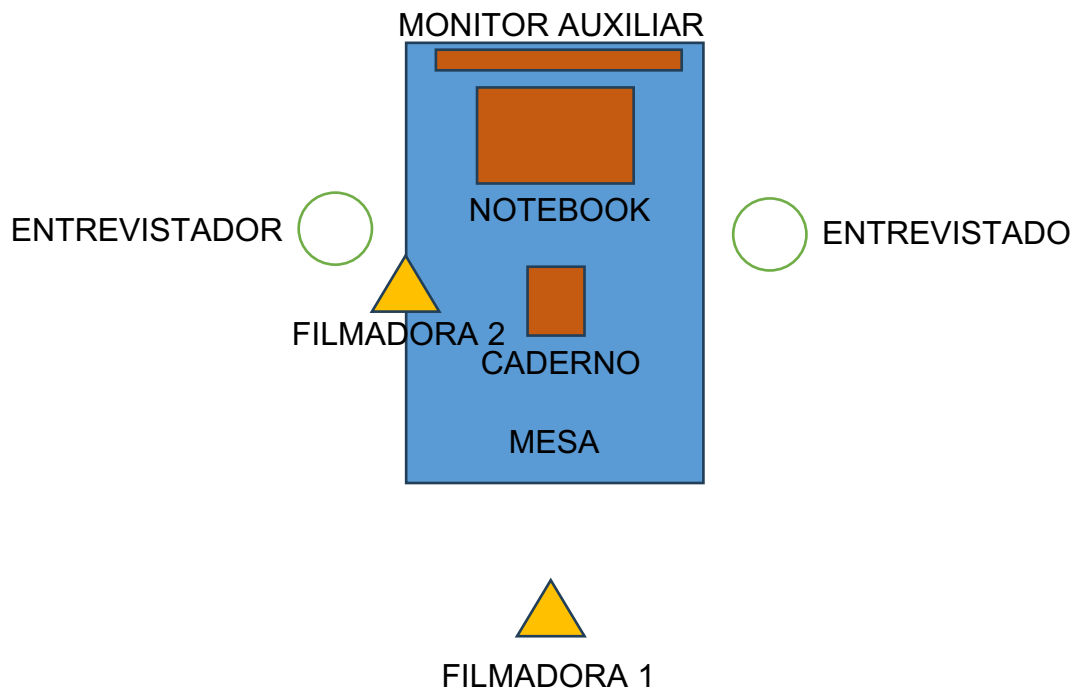 MONITOR AUXILIAR
NOTEBOOK
ENTREVISTADOR
ENTREVISTADO
FILMADORA 2
CADERNO
MESA
FILMADORA 1